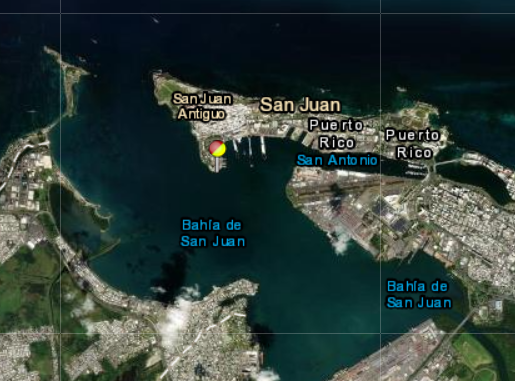 San Juan
Antiguo
San Juan
Puerto
Rico
Puerto
Rico
San Antonio
Bahía de
San Juan
Bahía de
San Juan